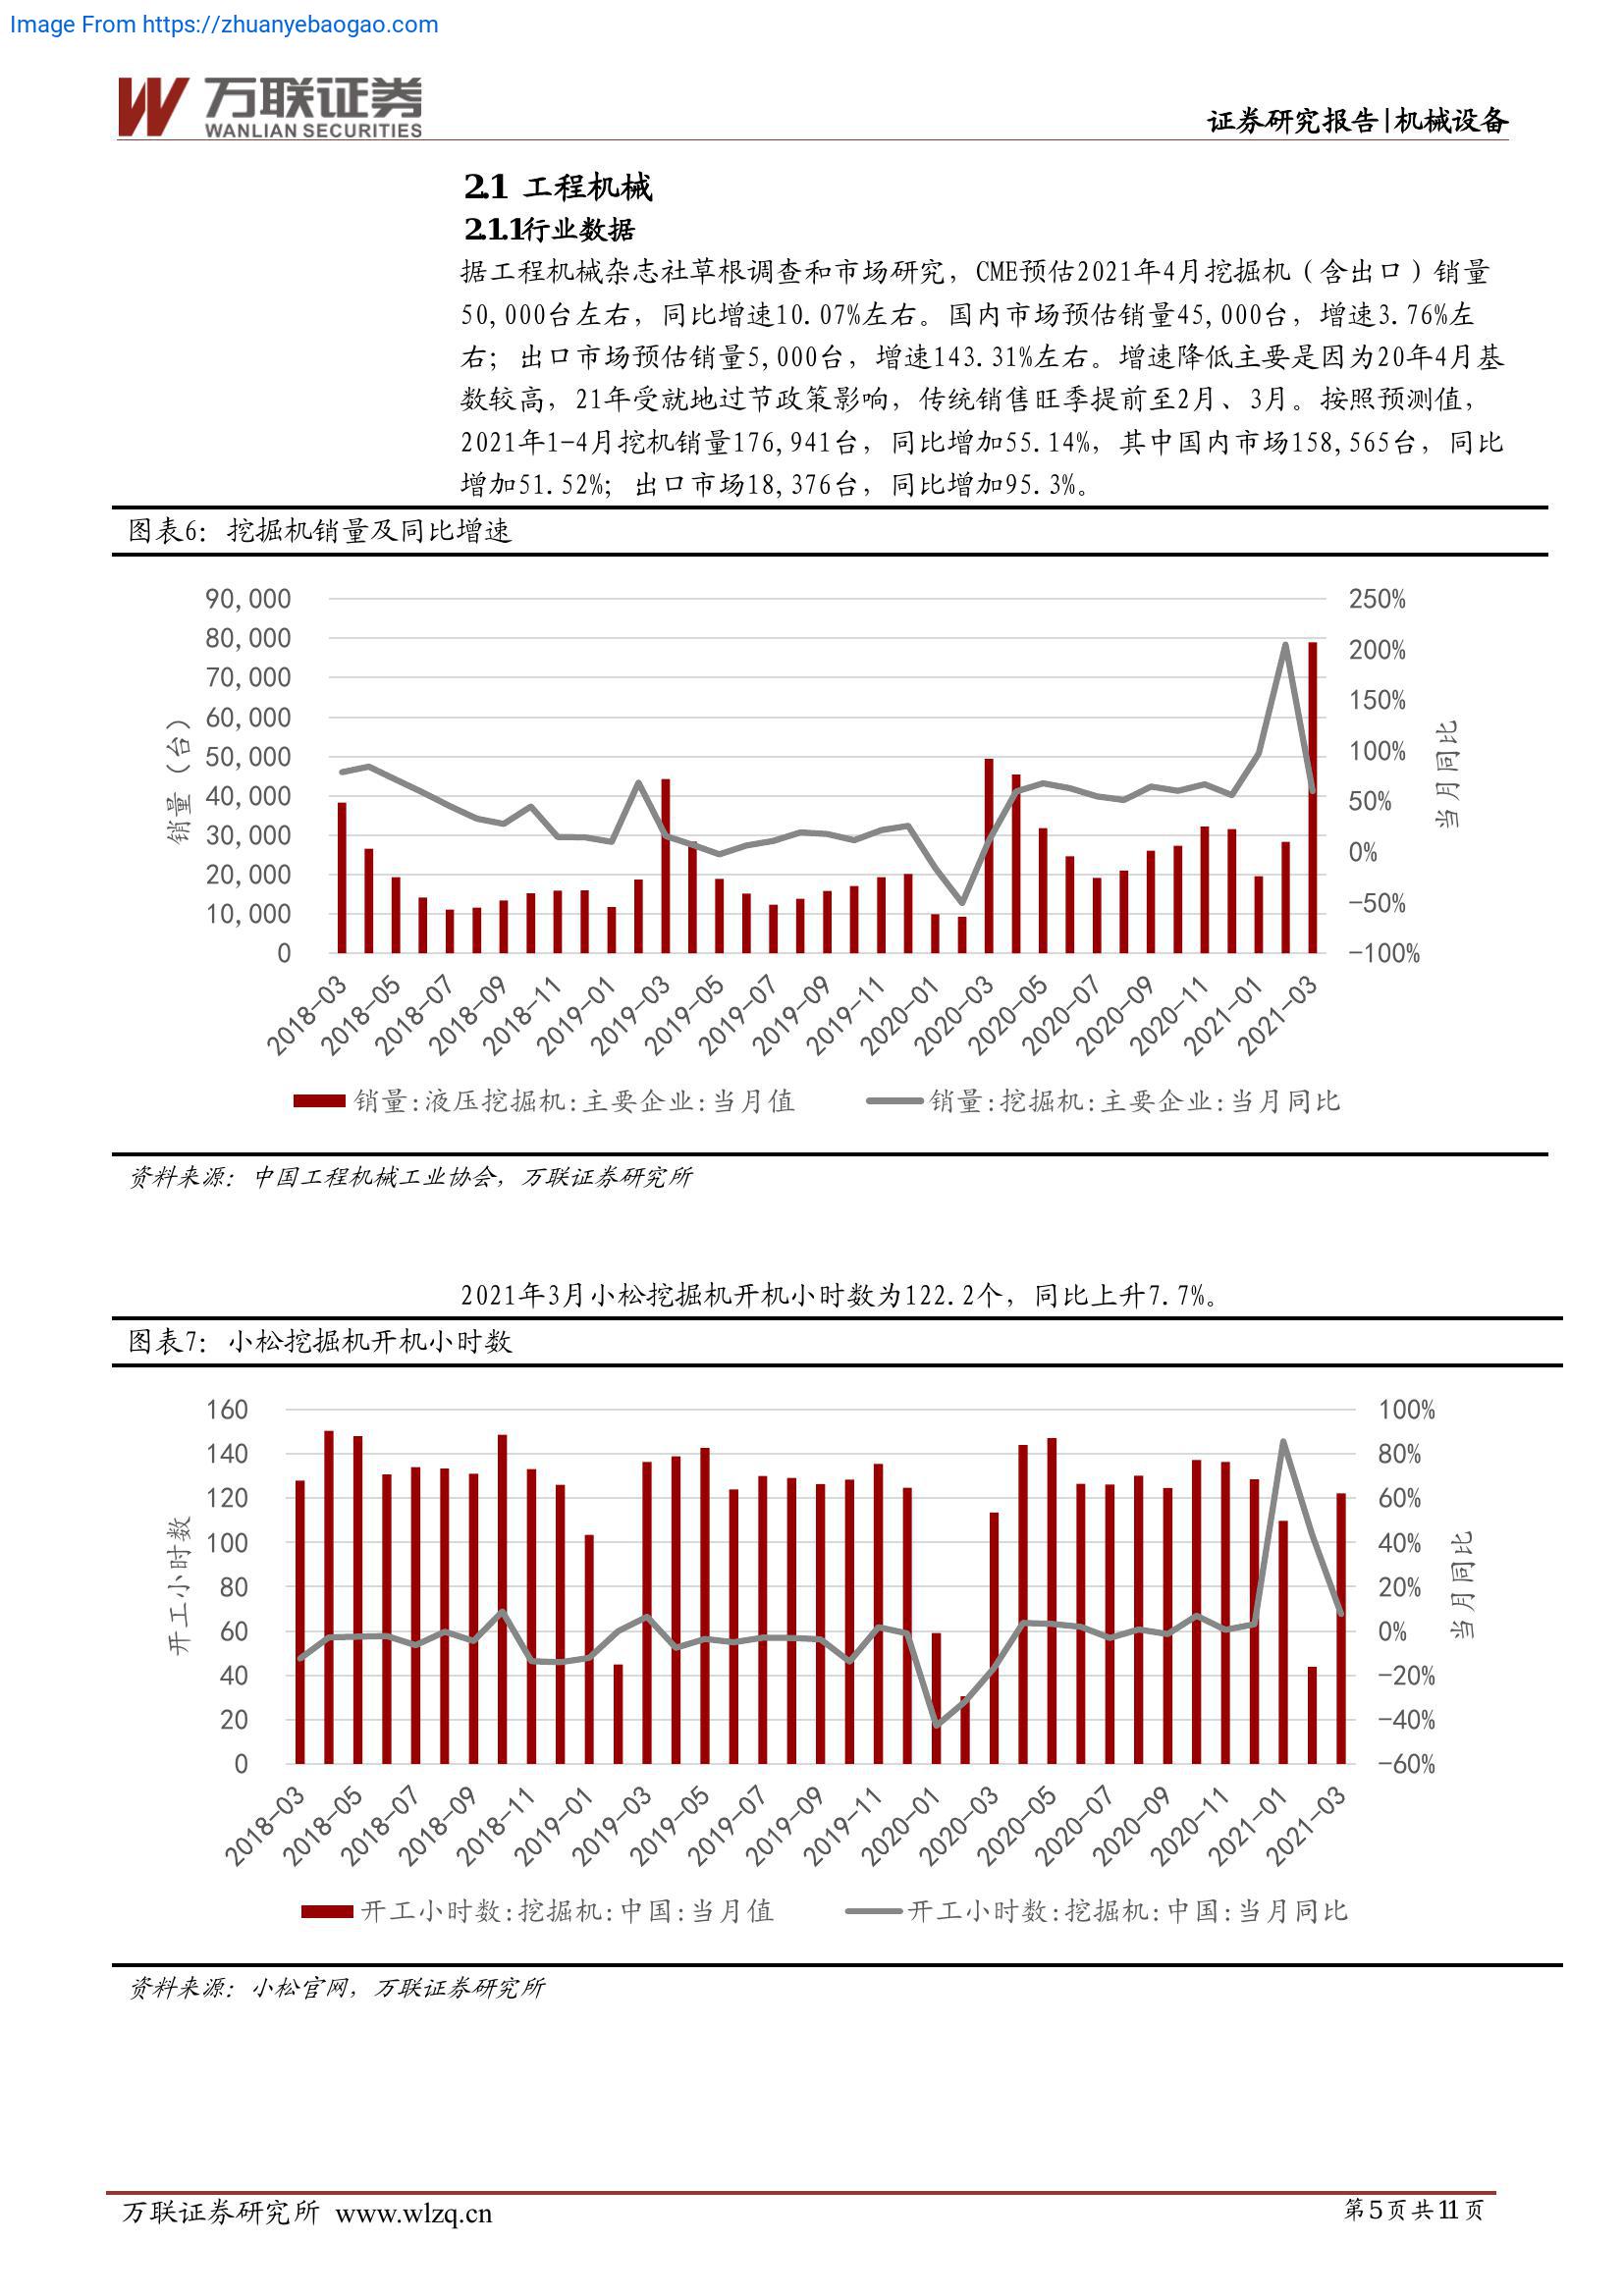 Image From https://zhuanyebaogao.com
万联证券
WANLIAN SECURITIES
证券研究报告|机械设备
2.1 工程机械
2.1.1行业数据
据工程机械杂志社草根调查和市场研究，CME预估2021年4月挖掘机（含出口）销量
50,000台左右，同比增速10.07%左右。国内市场预估销量45,000台，增速3.76%左
右；出口市场预估销量5,000台，增速143.31%左右。增速降低主要是因为20年4月基
数较高，21年受就地过节政策影响，传统销售旺季提前至2月、3月。按照预测值，
2021年1-4月挖机销量176,941台，同比增加55.14%，其中国内市场158,565台，同比
增加51.52%；出口市场18,376台，同比增加95.3%。
图表6：挖掘机销量及同比增速
90,000
80,000
70,000
60,000
50,000
40,000
30,000
20,000
10,000
0
销量（台）
250%
200%
150%
100%
50%
0%
-50%
-100%
当月同比
2018-03
2018-05
2018-07
2018-09
2018-11
2019-01
2019-03
2019-05
2019-07
2019-09
2019-11
2020-01
2020-03
2020-05
2020-07
2020-09
2020-11
2021-01
2021-03
销量:液压挖掘机:主要企业:当月值
销量:挖掘机:主要企业:当月同比
资料来源：中国工程机械工业协会，万联证券研究所
2021年3月小松挖掘机开机小时数为122.2个，同比上升7.7%。
图表7：小松挖掘机开机小时数
160
140
120
100
80
60
40
20
0
开工小时数
100%
80%
60%
40%
20%
0%
-20%
-40%
-60%
当月同比
2018-03
2018-05
2018-07
2018-09
2018-11
2019-01
2019-03
2019-05
2019-07
2019-09
2019-11
2020-01
2020-03
2020-05
2020-07
2020-09
2020-11
2021-01
2021-03
开工小时数:挖掘机:中国:当月值
开工小时数:挖掘机:中国:当月同比
资料来源：小松官网，万联证券研究所
万联证券研究所 www.wlzq.cn
第5页共11页